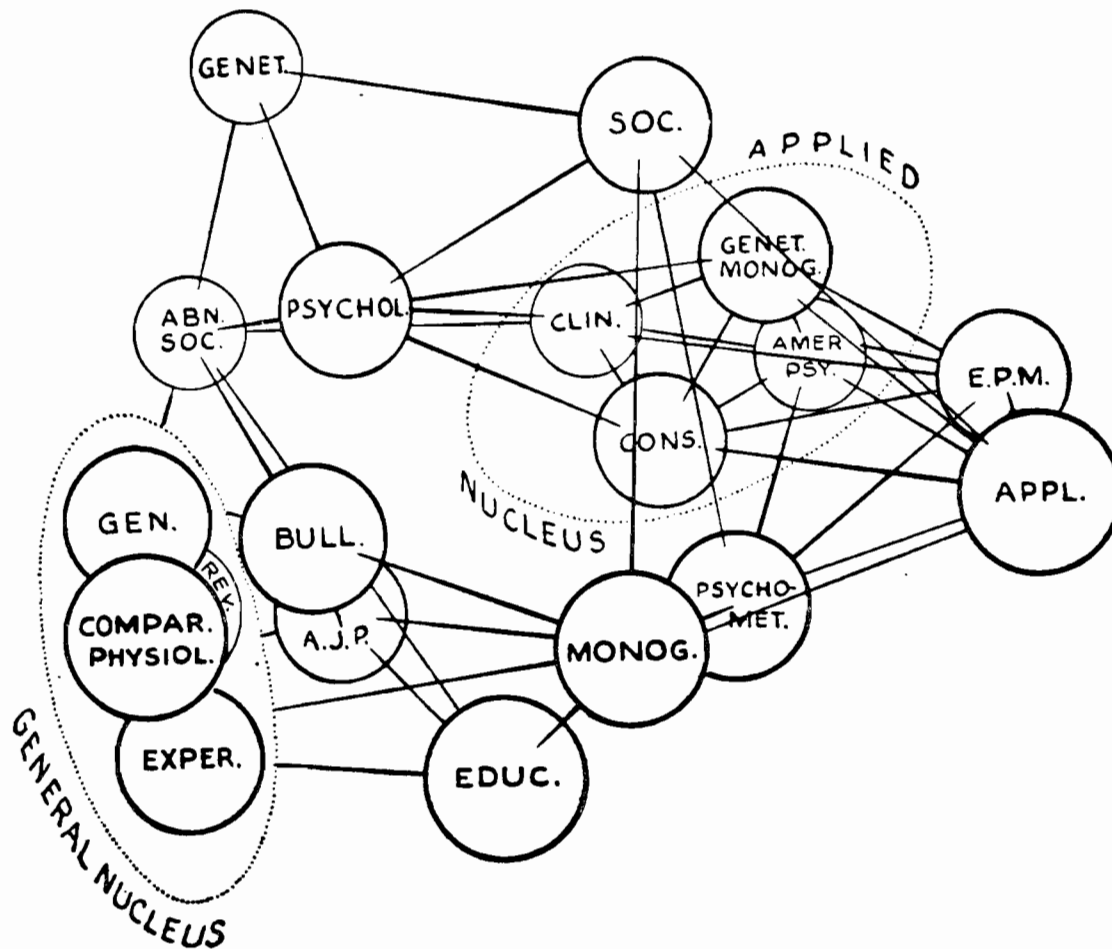 GENET.
SOC.
APPLIED
GENET.
MONOG.
ABN.
SOC.
PSYCHOL.
CLIN.
AMER
PSY.
E.P.M.
CONS.
APPL.
NUCLEUS
GEN.
BULL.
REV.
PSYCHO-
MET.
COMPAR.
PHYSIOL.
A.J.P.
MONOG.
EXPER.
EDUC.
GENERAL NUCLEUS